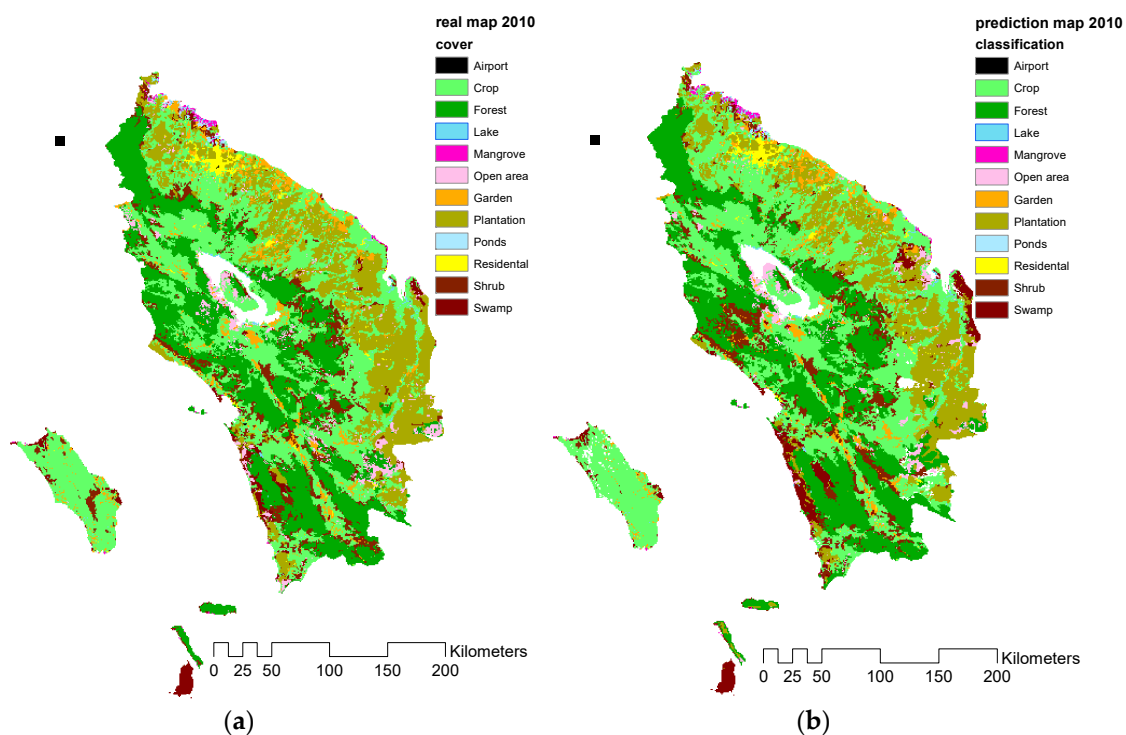 real map 2010
cover
Airport
Crop
Forest
Lake
Mangrove
Open area
Garden
Plantation
Ponds
Residental
Shrub
Swamp
Kilometers
0 25 50 100 150 200
(a)
prediction map 2010
classification
Airport
Crop
Forest
Lake
Mangrove
Open area
Garden
Plantation
Ponds
Residental
Shrub
Swamp
Kilometers
0 25 50 100 150 200
(b)